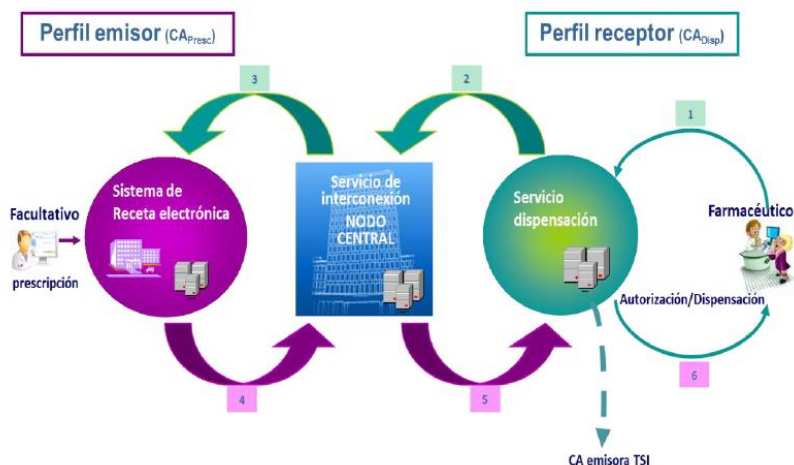 Perfil emisor (CAPresc)
Perfil receptor (CADisp)
3
2
1
Sistema de
Receta electrónica
Servicio de
interconexión
NODO
CENTRAL
Servicio
dispensación
Facultativo
prescripción
Farmacéutico
Autorización/Dispensación
4
5
6
CA emisora TSI